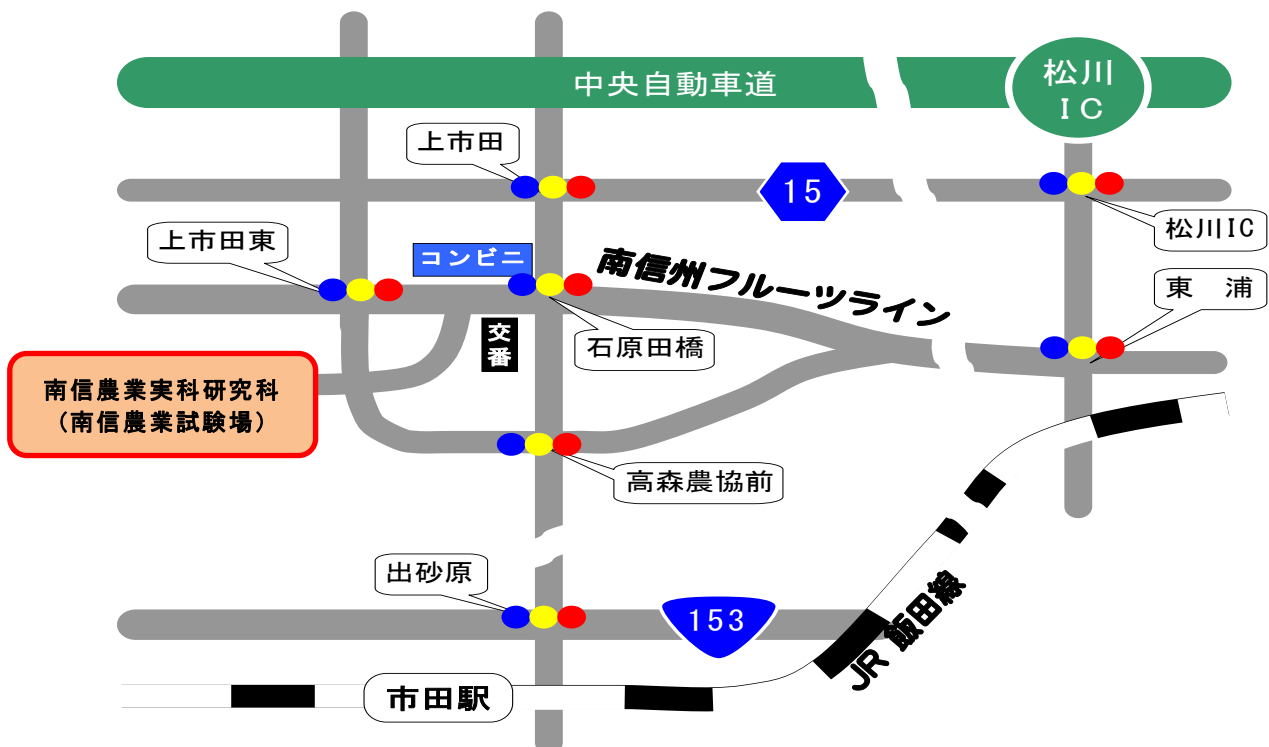 中央自動車道
松川
IC
上市田
15
松川IC
上市田東
コンビニ
南信州フルーツライン
東　浦
交番
石原田橋
南信農業実科研究科
(南信農業試験場)
高森農協前
出砂原
153
JR 飯田線
市田駅